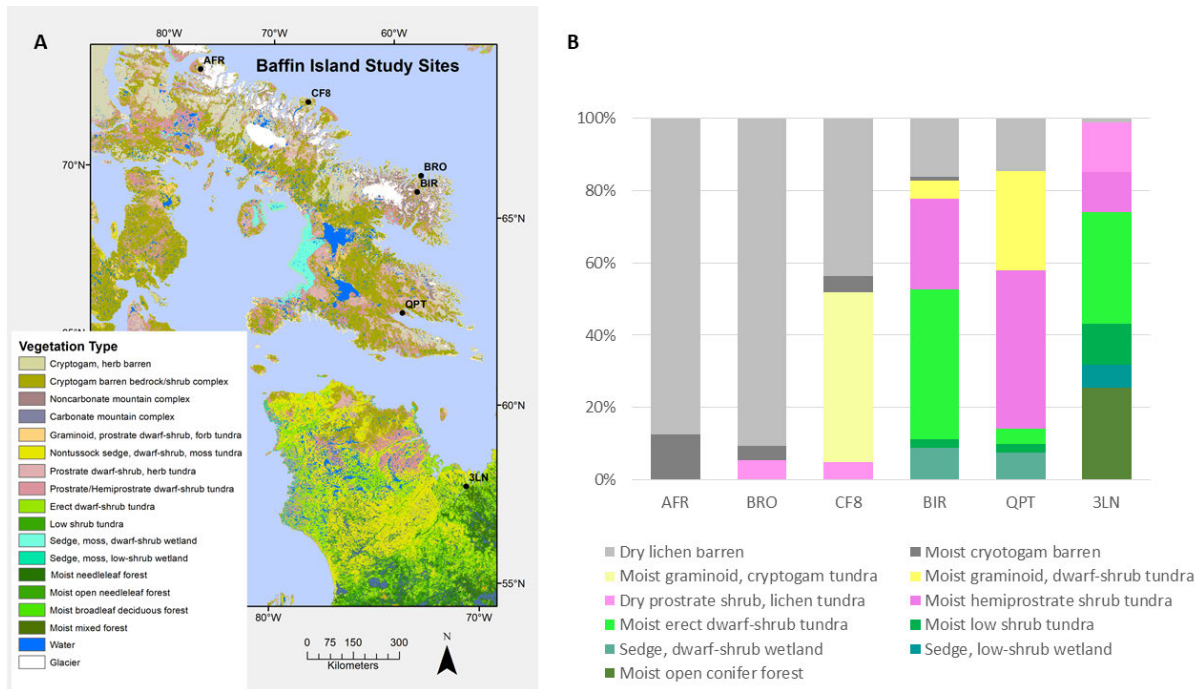 A
80°W 70°W 60°W
Baffin Island Study Sites
AFR
CF8
BRO
BIR
70°N
65°N
QPT
60°N
3LN
55°N
80°W 70°W
Vegetation Type
Cryptogam, herb barren
Cryptogam barren bedrock/shrub complex
Noncarbonate mountain complex
Carbonate mountain complex
Graminoid, prostrate dwarf-shrub, forb tundra
Nontussock sedge, dwarf-shrub, moss tundra
Prostrate dwarf-shrub, herb tundra
Prostrate/Hemiprostrate dwarf-shrub tundra
Erect dwarf-shrub tundra
Low shrub tundra
Sedge, moss, dwarf-shrub wetland
Sedge, moss, low-shrub wetland
Moist needleleaf forest
Moist open needleleaf forest
Moist broadleaf deciduous forest
Moist mixed forest
Water
Glacier
0 75 150 300
Kilometers
N
B
100%
80%
60%
40%
20%
0%
AFR BRO CF8 BIR QPT 3LN
Dry lichen barren
Moist cryotogam barren
Moist graminoid, cryptogam tundra
Moist graminoid, dwarf-shrub tundra
Dry prostrate shrub, lichen tundra
Moist hemiprostrate shrub tundra
Moist erect dwarf-shrub tundra
Moist low shrub tundra
Sedge, dwarf-shrub wetland
Sedge, low-shrub wetland
Moist open conifer forest